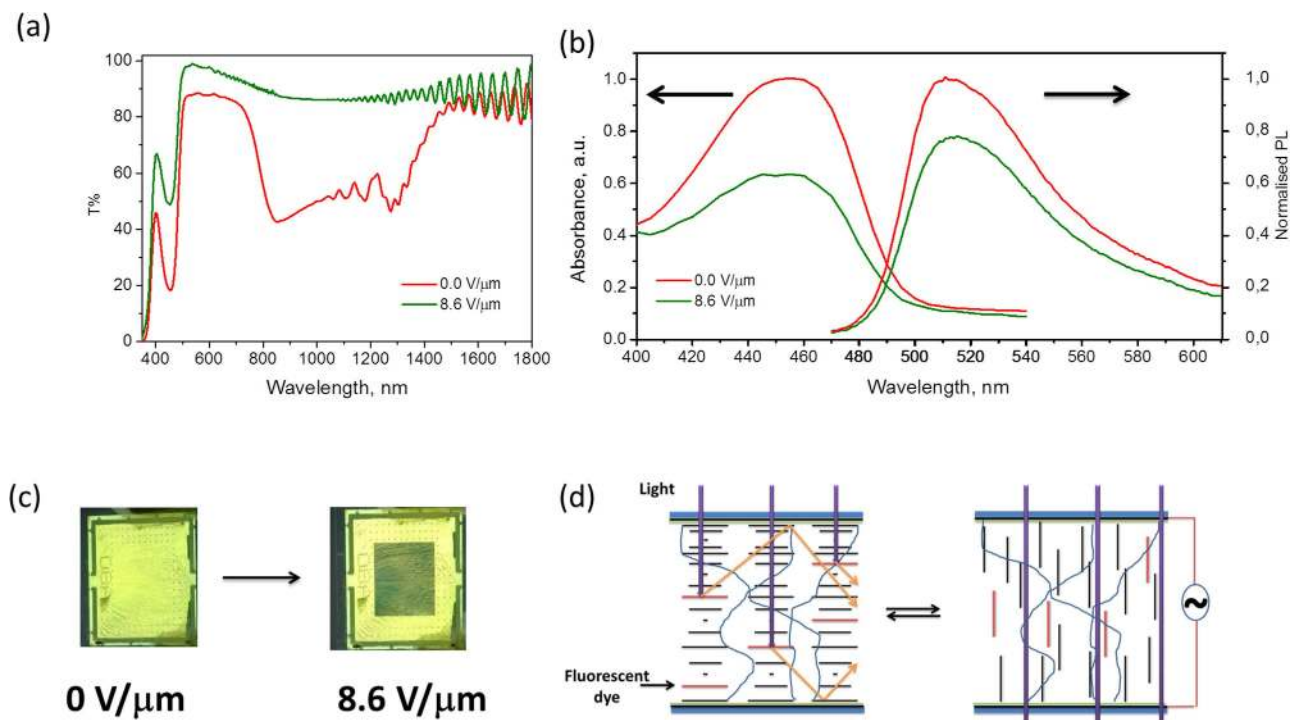 (a)
100
80
60
40
20
0
T%
400 600 800 1000 1200 1400 1600 1800
Wavelength, nm
0.0 V/μm
8.6 V/μm
(b)
1.0
0.8
0.6
0.4
0.2
0.0
Absorbance, a.u.
1,0
0,8
0,6
0,4
0,2
0,0
Normalised PL
400 420 440 460 480 500 520 540 560 580 600
Wavelength, nm
0.0 V/μm
8.6 V/μm
(c)
0 V/μm
8.6 V/μm
(d)
Light
Fluorescent
dye
~